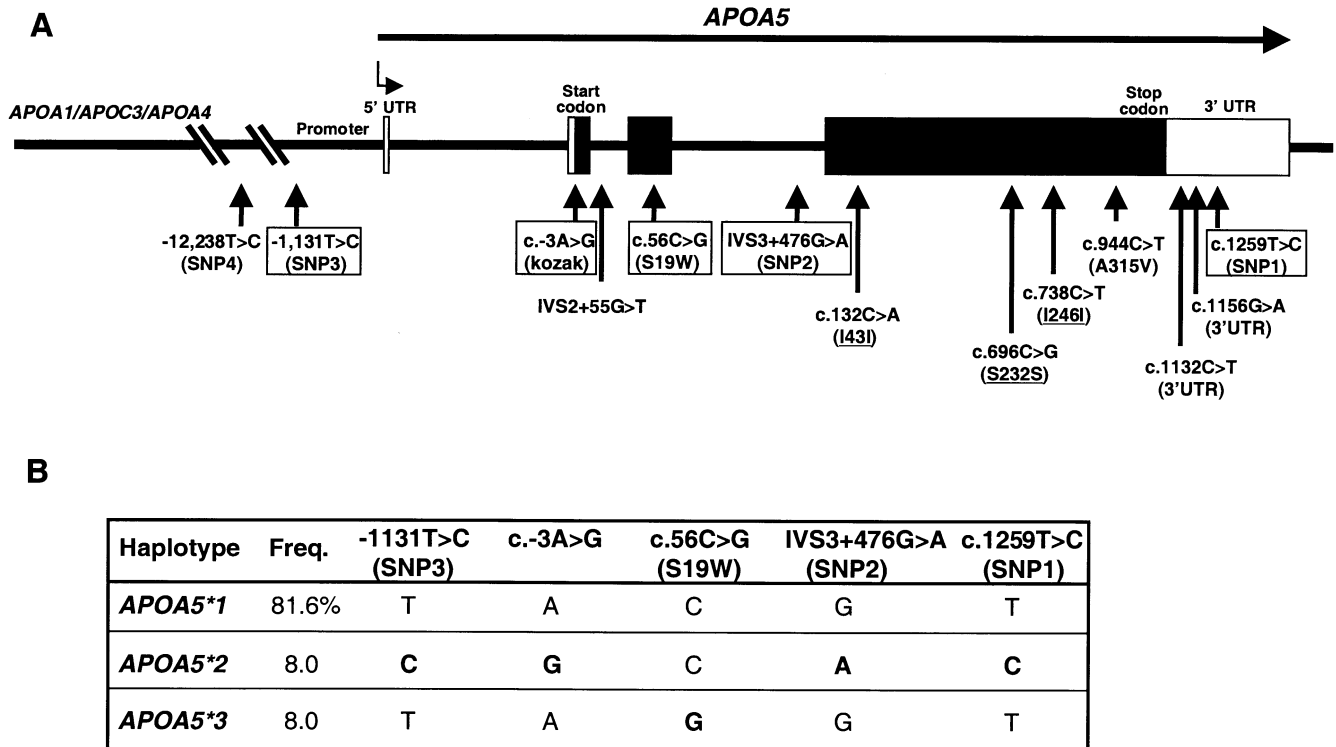 A
APOA5
APOA1/APOC3/APOA4
Promoter
5' UTR
Start
codon
Stop
codon
3' UTR
-12,238T>C
(SNP4)
-1,131T>C
(SNP3)
c.-3A>G
(kozak)
IVS2+55G>T
c.56C>G
(S19W)
IVS3+476G>A
(SNP2)
c.132C>A
(I43I)
c.696C>G
(S232S)
c.738C>T
(I246I)
c.944C>T
(A315V)
c.1132C>T
(3'UTR)
c.1156G>A
(3'UTR)
c.1259T>C
(SNP1)
B
Haplotype Freq. -1131T>C c.-3A>G c.56C>G IVS3+476G>A c.1259T>C
(SNP3) (S19W) (SNP2) (SNP1)
APOA5*1 81.6% T A C G T
APOA5*2 8.0 C G C A C
APOA5*3 8.0 T A G G T